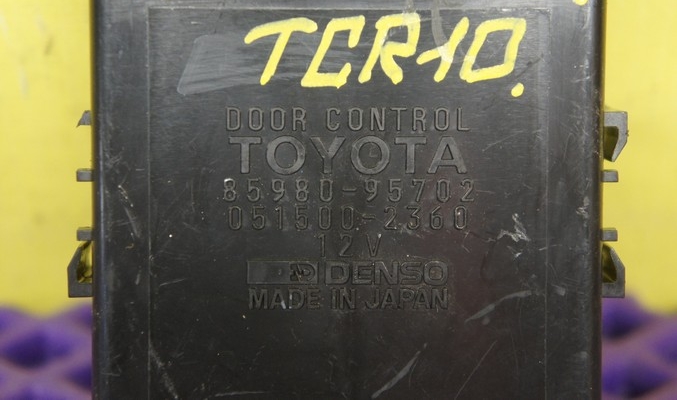 TCR10.
DOOR CONTROL
TOYOTA
85980-95702
051500-2360
12V
DENSO
MADE IN JAPAN